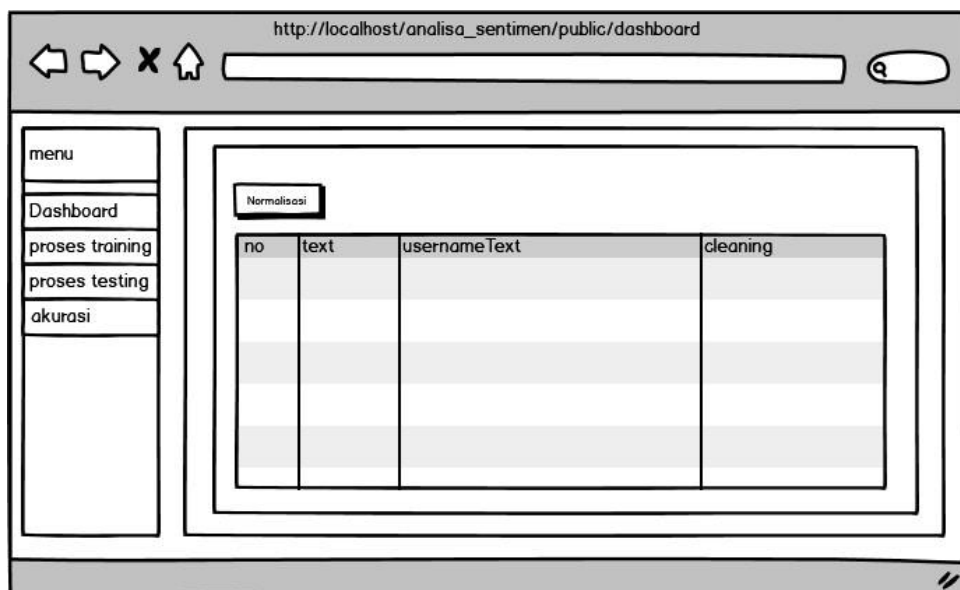 http://localhost/analisa_sentimen/public/dashboard
menu
Dashboard
proses training
proses testing
akurasi
Normalisasi
no text usernameText cleaning